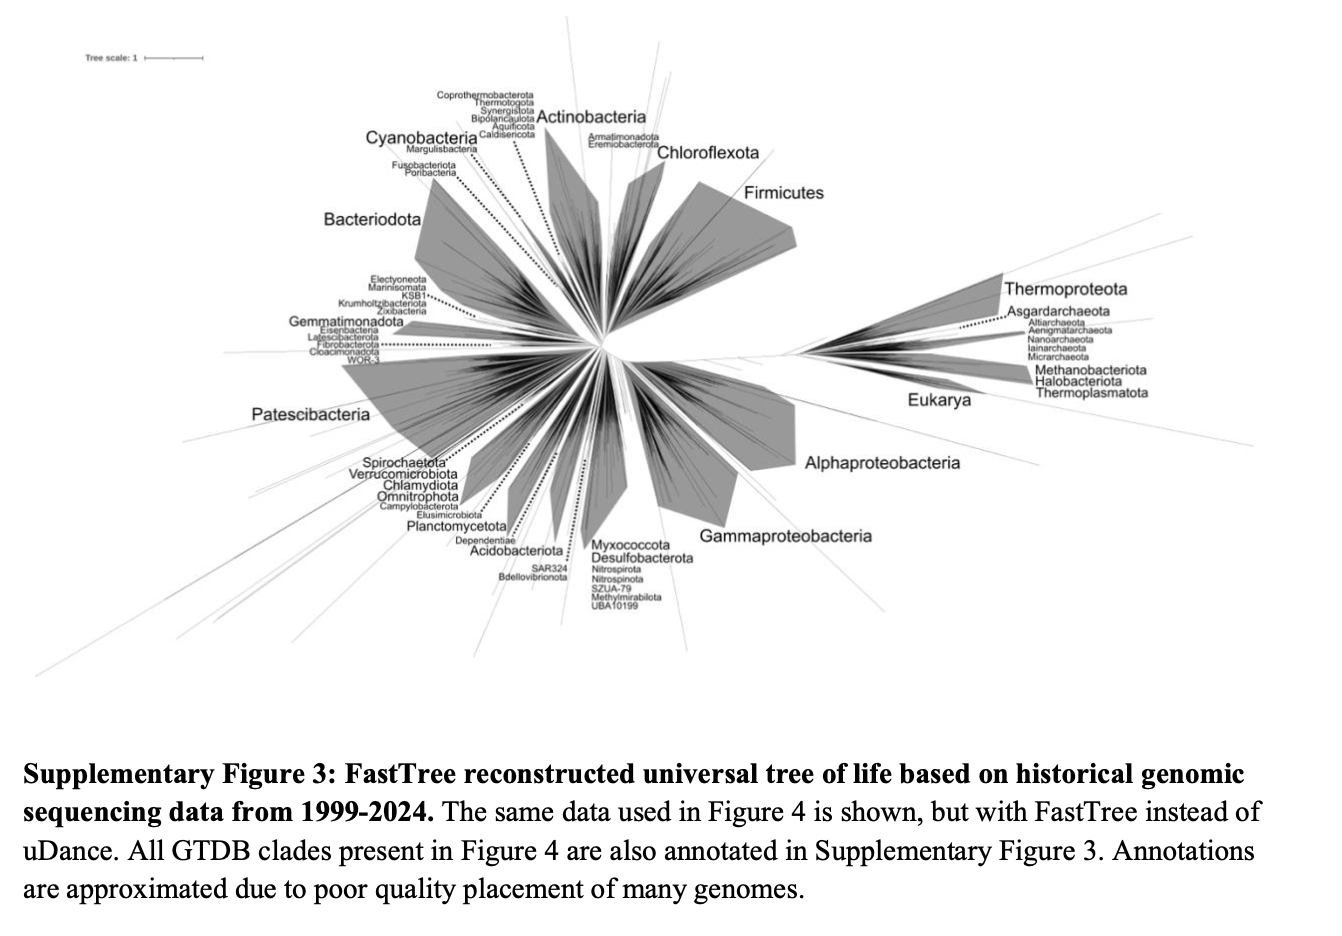 Tree scale: 1
Coprothermobacterota
Thermotogota
Synergistota
Bipolaricaulota
Aquificota
Caldisericota
Actinobacteria
Cyanobacteria
Margulisbacteria
Armatimonadota
Eremiobacterota
Chloroflexota
Fusobacteriota
Poribacteria
Firmicutes
Bacteriodota
Electyoneota
Marinisomata
KSB1
Krumholtzibacteriota
Zixibacteria
Gemmatimonadota
Eisenbacteria
Latescibacterota
Fibrobacterota
Cloacimonadota
WOR-3
Thermoproteota
Asgardarchaeota
Altiarchaeota
Aenigmatarchaeota
Nanoarchaeota
Iainarchaeota
Micrarchaeota
Methanobacteriota
Halobacteriota
Thermoplasmatota
Eukarya
Patescibacteria
Spirochaetota
Verrucomicrobiota
Chlamydiota
Omnitrophota
Campylobacterota
Elusimicrobiota
Planctomycetota
Dependentiae
Acidobacteriota
SAR324
Bdellovibrionota
Alphaproteobacteria
Gammaproteobacteria
Myxococcota
Desulfobacterota
Nitrospirota
Nitrospinota
SZUA-79
Methylmirabilota
UBA10199
Supplementary Figure 3: FastTree reconstructed universal tree of life based on historical genomic
sequencing data from 1999-2024. The same data used in Figure 4 is shown, but with FastTree instead of
uDance. All GTDB clades present in Figure 4 are also annotated in Supplementary Figure 3. Annotations
are approximated due to poor quality placement of many genomes.